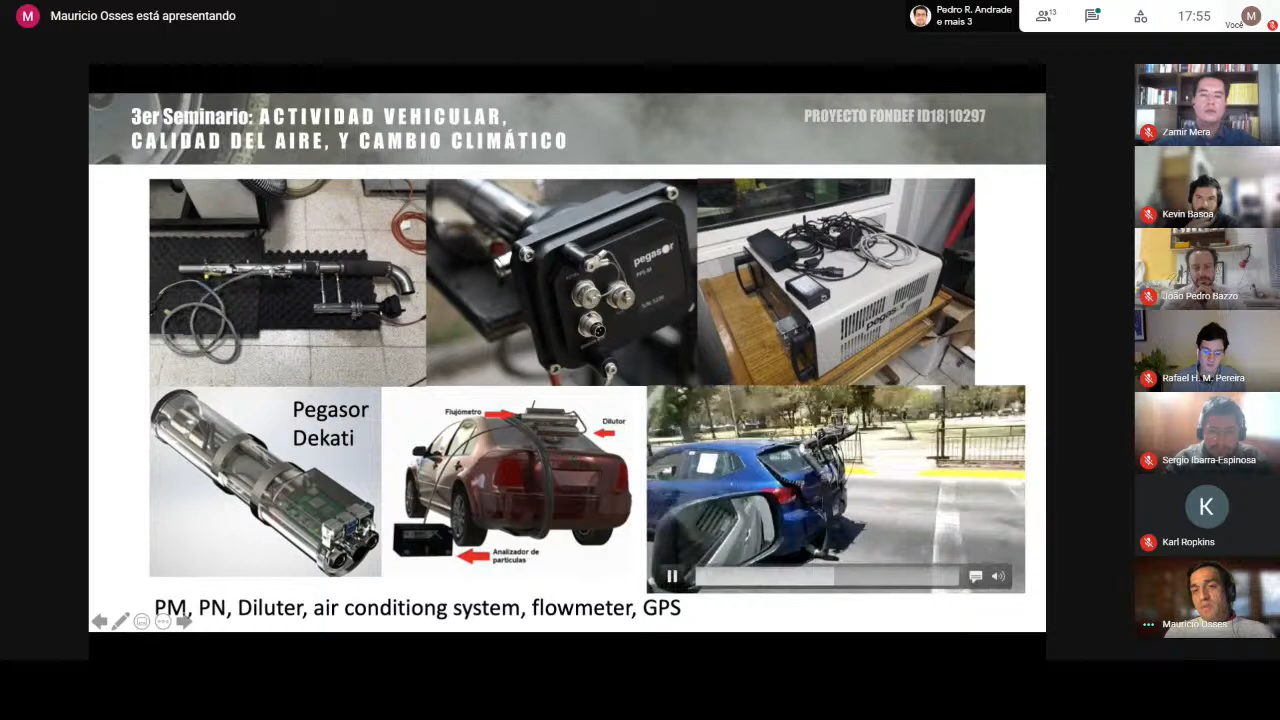 M Mauricio Osses está apresentando
Pedro R. Andrade
e mais 3
13
17:55
Você
M
3er Seminario: ACTIVIDAD VEHICULAR,
CALIDAD DEL AIRE, Y CAMBIO CLIMÁTICO
PROYECTO FONDEF ID18|10297
pegasor
PPS-M
pegasor
Pegasor
Dekati
Flujómetro
Dilutor
Analizador de
partículas
PM, PN, Diluter, air conditiong system, flowmeter, GPS
Zamir Mera
Kevin Basoa
João Pedro Bazzo
Rafael H. M. Pereira
Sergio Ibarra-Espinosa
K
Karl Ropkins
Mauricio Osses